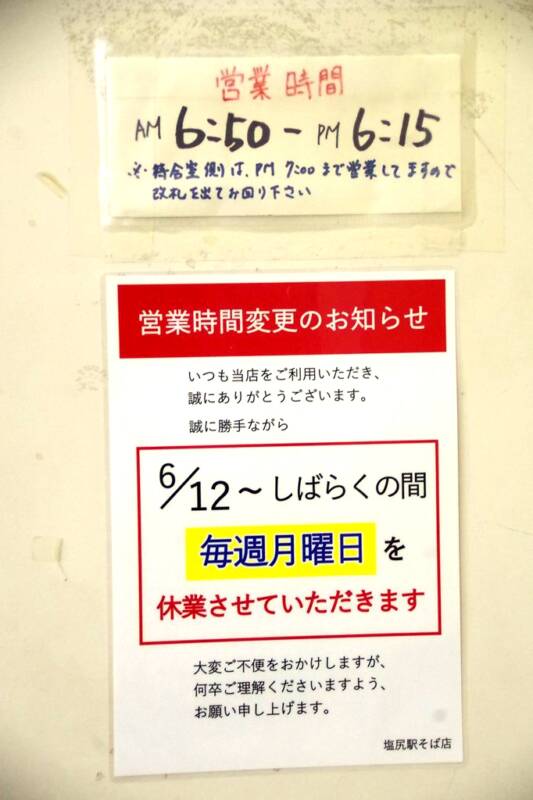 営業時間
AM 6:50 - PM 6:15
※ 待合室側は、PM 7:00まで営業してますので
改札を出てお回り下さい
営業時間変更のお知らせ
いつも当店をご利用いただき、
誠にありがとうございます。
誠に勝手ながら
6/12～しばらくの間
毎週月曜日を
休業させていただきます
大変ご不便をおかけしますが、
何卒ご理解くださいますよう、
お願い申し上げます。
塩尻駅そば店